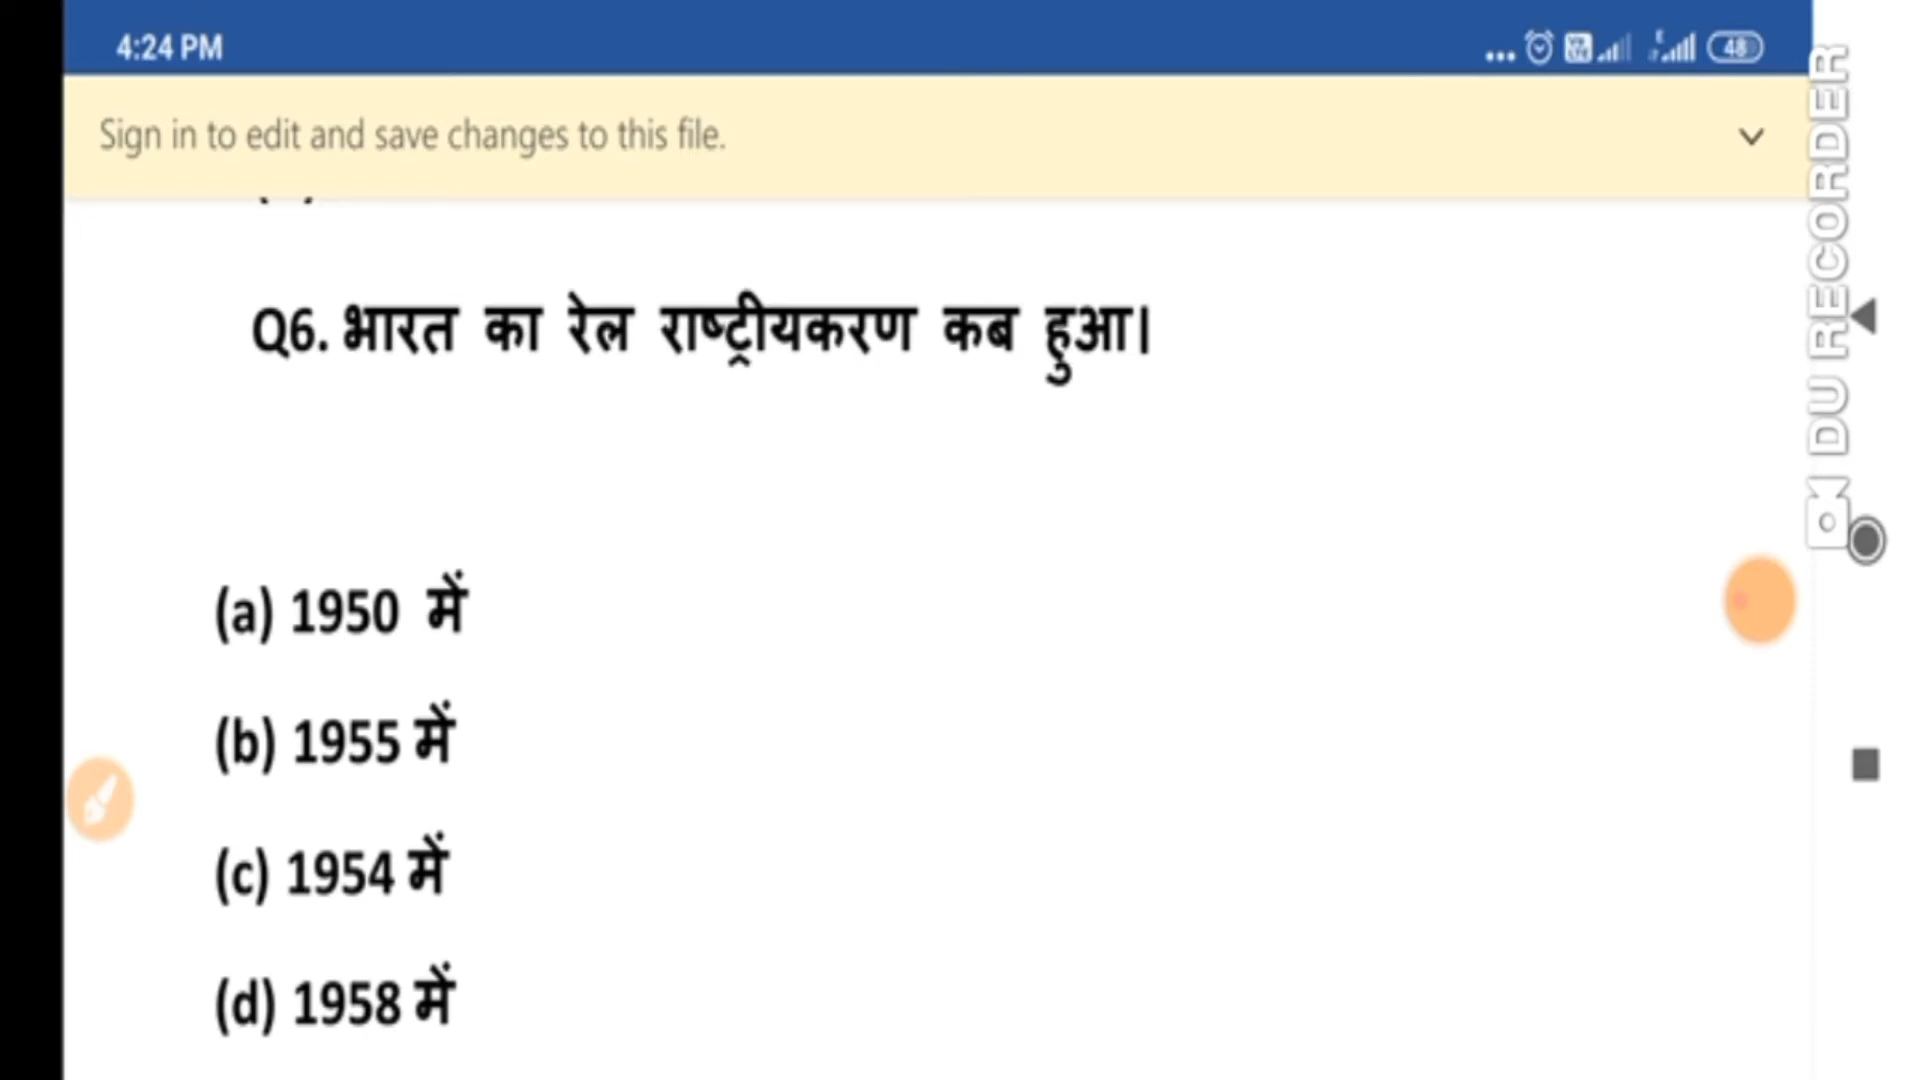 4:24 PM
48
Sign in to edit and save changes to this file.
Q6. भारत का रेल राष्ट्रीयकरण कब हुआ।
(a) 1950 में
(b) 1955 में
(c) 1954 में
(d) 1958 में
DU RECORDER